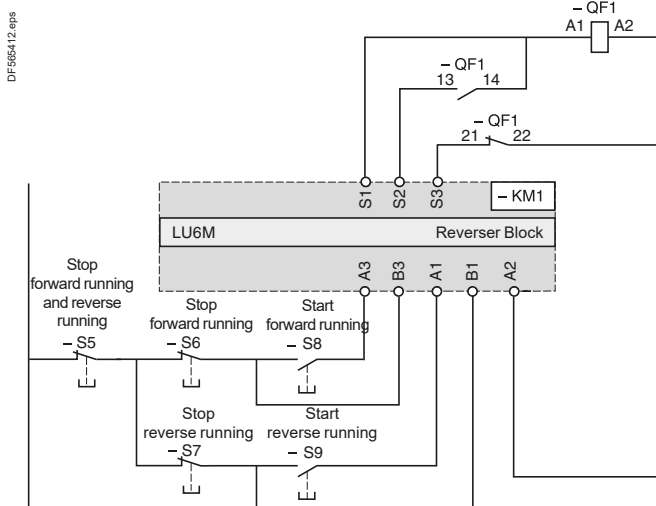 DF565412.eps
– QF1
A1 A2
– QF1
13 14
– QF1
21 22
S1 S2 S3
– KM1
LU6M Reverser Block
A3 B3 A1 B1 A2
Stop
forward running
and reverse
running
– S5
Stop
forward running
– S6
Start
forward running
– S8
Stop
reverse running
– S7
Start
reverse running
– S9